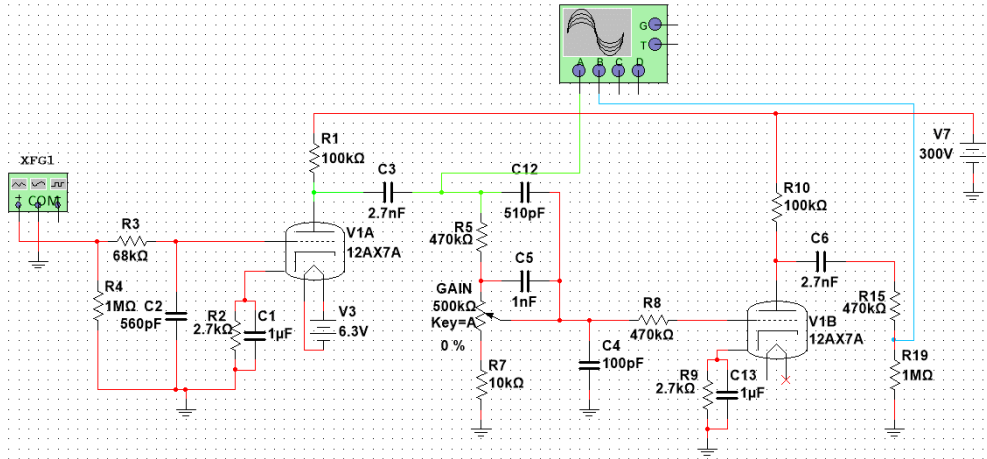 G
T
A B C D
XFG1
COM
R1
100kΩ
C3
2.7nF
C12
510pF
V7
300V
R10
100kΩ
R3
68kΩ
V1A
12AX7A
R5
470kΩ
C6
2.7nF
R4
1MΩ
C2
560pF
R2
2.7kΩ
C1
1µF
V3
6.3V
C5
1nF
GAIN
500kΩ
Key=A
0 %
R8
470kΩ
V1B
12AX7A
R15
470kΩ
C4
100pF
R7
10kΩ
R9
2.7kΩ
C13
1µF
R19
1MΩ